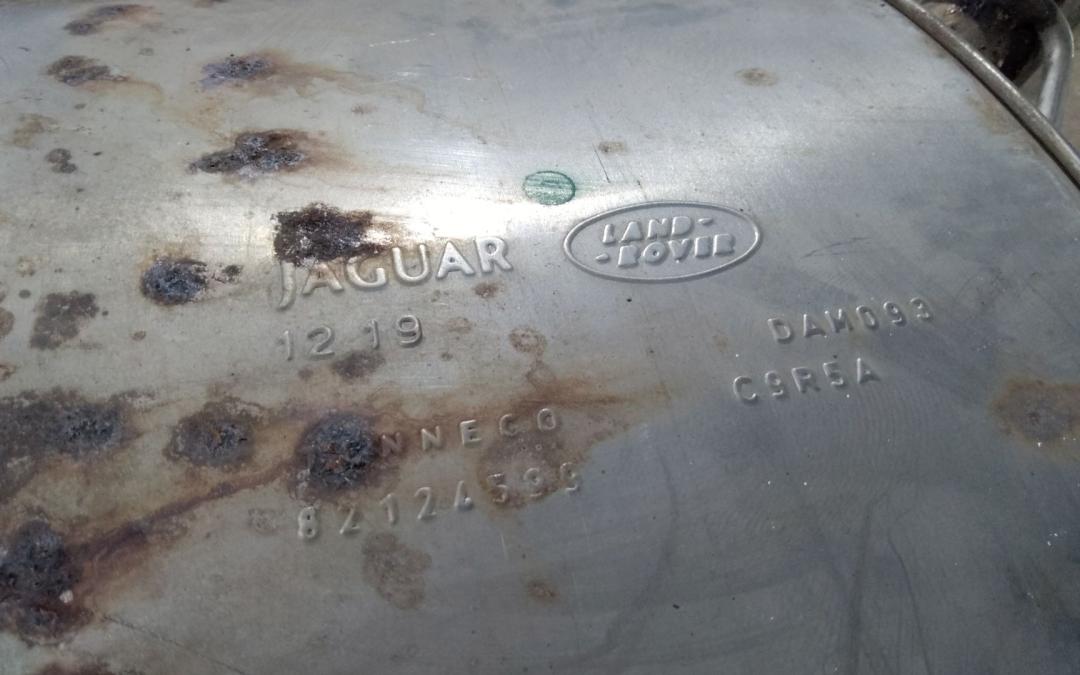 JAGUAR
LAND-
-ROVER
12 19
DAM093
C9R5A
NNECO
82124599